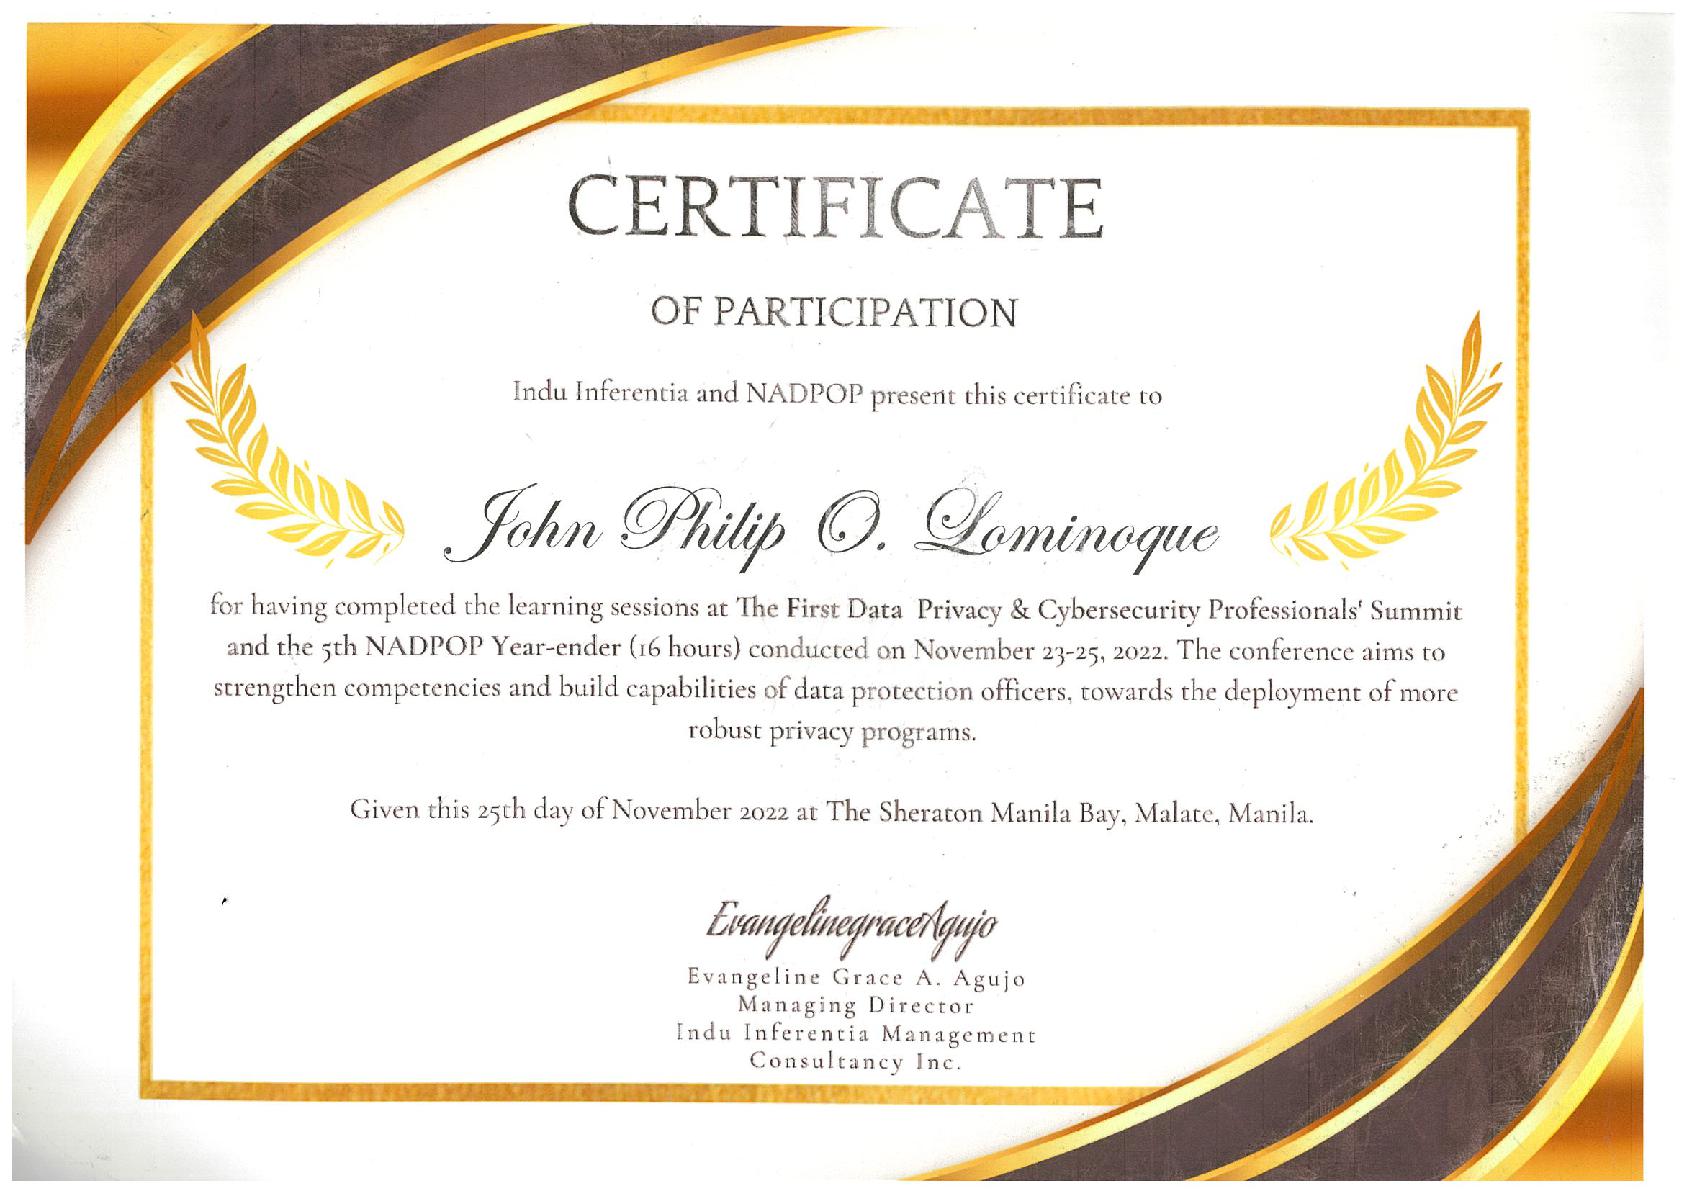 CERTIFICATE
OF PARTICIPATION
Indu Inferentia and NADPOP present this certificate to
John Philip O. Lominoque
for having completed the learning sessions at The First Data Privacy & Cybersecurity Professionals' Summit
and the 5th NADPOP Year-ender (16 hours) conducted on November 23-25, 2022. The conference aims to
strengthen competencies and build capabilities of data protection officers, towards the deployment of more
robust privacy programs.
Given this 25th day of November 2022 at The Sheraton Manila Bay, Malate, Manila.
EvangelinegraceAgujo
Evangeline Grace A. Agujo
Managing Director
Indu Inferentia Management
Consultancy Inc.